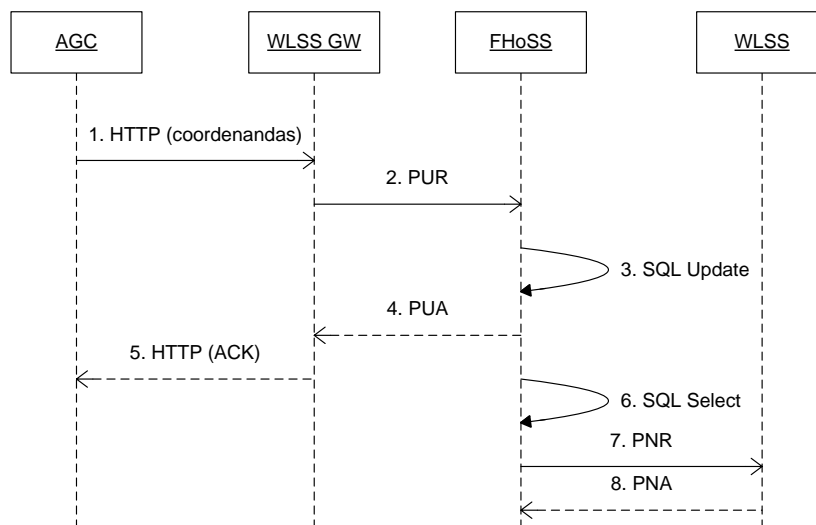 AGC
WLSS GW
FHoSS
WLSS
1. HTTP (coordenandas)
2. PUR
3. SQL Update
4. PUA
5. HTTP (ACK)
6. SQL Select
7. PNR
8. PNA